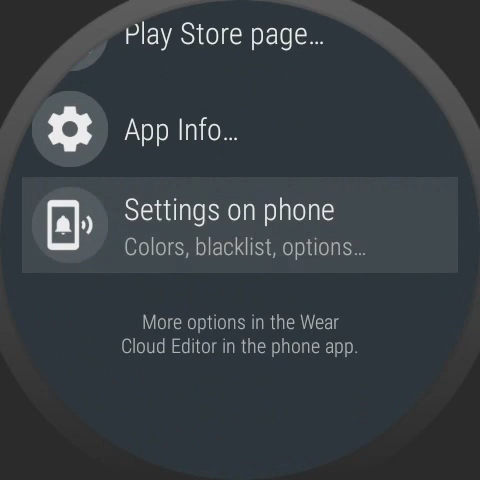 Play Store page…
App Info…
Settings on phone
Colors, blacklist, options…
More options in the Wear
Cloud Editor in the phone app.